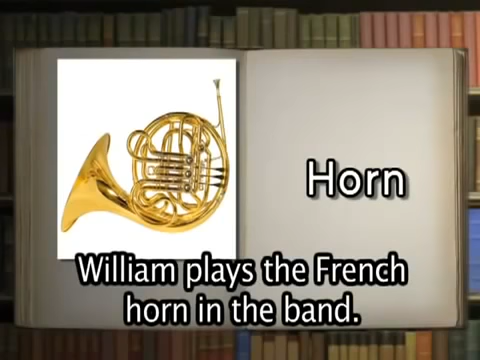 Horn
William plays the French
horn in the band.